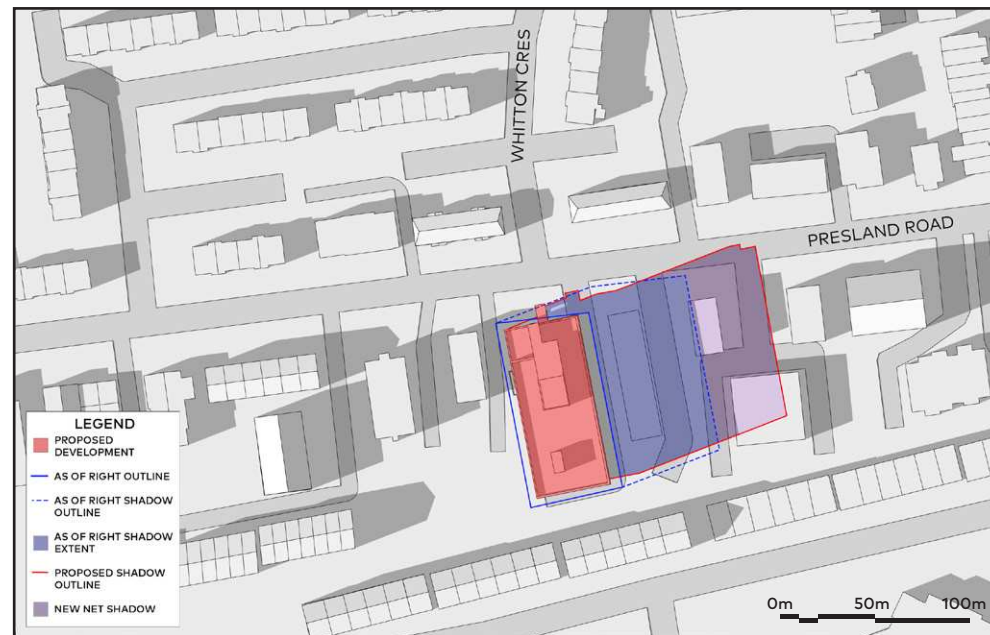 WHITTON CRES
PRESLAND ROAD
LEGEND
PROPOSED
DEVELOPMENT
AS OF RIGHT OUTLINE
AS OF RIGHT SHADOW
OUTLINE
AS OF RIGHT SHADOW
EXTENT
PROPOSED SHADOW
OUTLINE
NEW NET SHADOW
0m 50m 100m